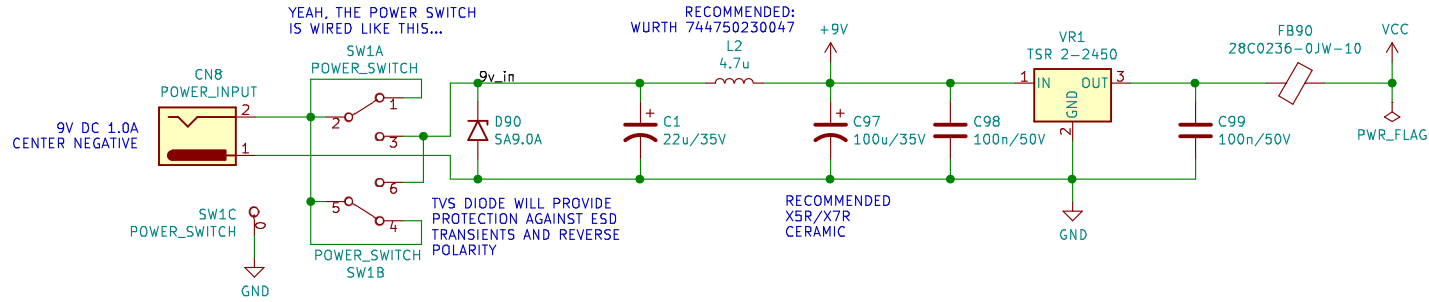 YEAH, THE POWER SWITCH
IS WIRED LIKE THIS...
RECOMMENDED:
WURTH 744750230047
L2
4.7u
+9V
VR1
TSR 2-2450
FB90
28C0236-0JW-10
VCC
SW1A
POWER_SWITCH
CN8
POWER_INPUT
9V DC 1.0A
CENTER NEGATIVE
2
1
2
1
3
9v_in
D90
SA9.0A
+
C1
22u/35V
+
C97
100u/35V
C98
100n/50V
1
IN
OUT
3
GND
2
C99
100n/50V
PWR_FLAG
6
5
4
POWER_SWITCH
SW1B
SW1C
POWER_SWITCH
9
GND
TVS DIODE WILL PROVIDE
PROTECTION AGAINST ESD
TRANSIENTS AND REVERSE
POLARITY
RECOMMENDED
X5R/X7R
CERAMIC
GND